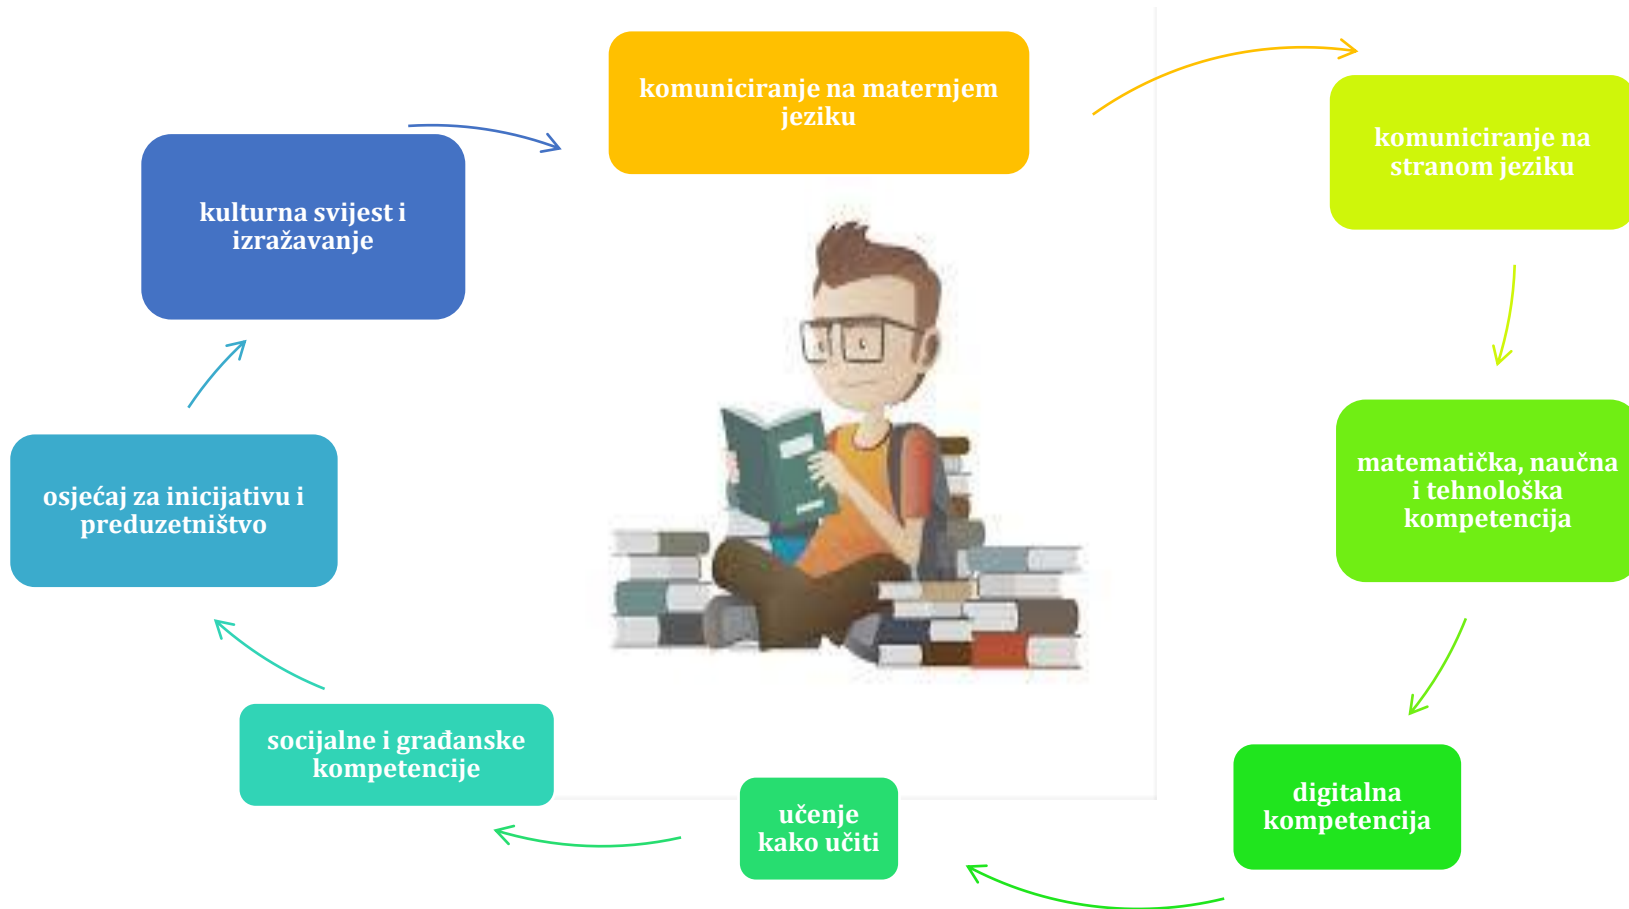 komuniciranje na maternjem
jeziku
komuniciranje na
stranom jeziku
matematička, naučna
i tehnološka
kompetencija
digitalna
kompetencija
učenje
kako učiti
socijalne i građanske
kompetencije
osjećaj za inicijativu i
preduzetništvo
kulturna svijest i
izražavanje